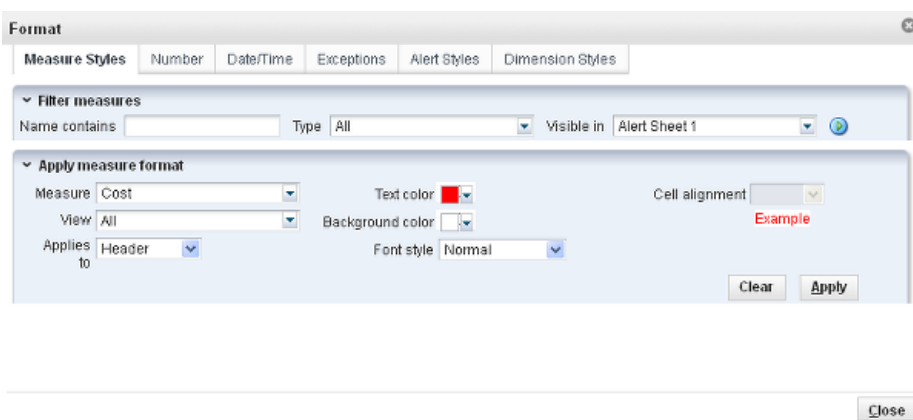 Format
Measure Styles Number Date/Time Exceptions Alert Styles Dimension Styles
Filter measures
Name contains Type All Visible in Alert Sheet 1
Apply measure format
Measure Cost Text color Cell alignment
View All Background color Example
Applies to Header Font style Normal
Clear Apply
Close